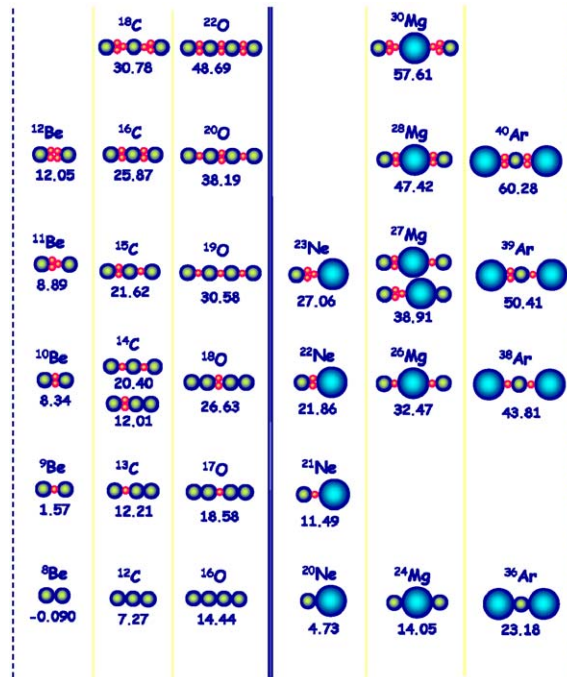 18C 22O 30Mg
30.78 48.69 57.61
12Be 16C 20O 28Mg 40Ar
12.05 25.87 38.19 47.42 60.28
11Be 15C 19O 23Ne 27Mg 39Ar
8.89 21.62 30.58 27.06 38.91 50.41
10Be 14C 18O 22Ne 26Mg 38Ar
20.40
8.34 12.01 26.63 21.86 32.47 43.81
9Be 13C 17O 21Ne
1.57 12.21 18.58 11.49
8Be 12C 16O 20Ne 24Mg 36Ar
-0.090 7.27 14.44 4.73 14.05 23.18